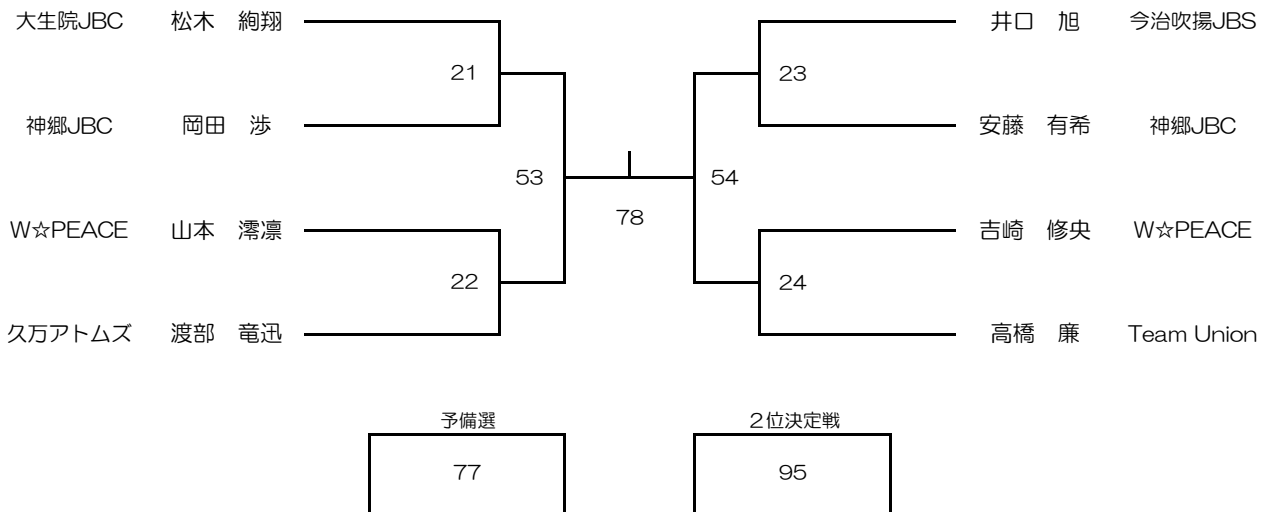 大生院JBC 松木 絢翔 井口 旭 今治吹揚JBS
21 23
神郷JBC 岡田 渉 安藤 有希 神郷JBC
53 54
78
W☆PEACE 山本 澪凛 吉崎 修央 W☆PEACE
22 24
久万アトムズ 渡部 竜迅 高橋 廉 Team Union
予備選 2位決定戦
77 95